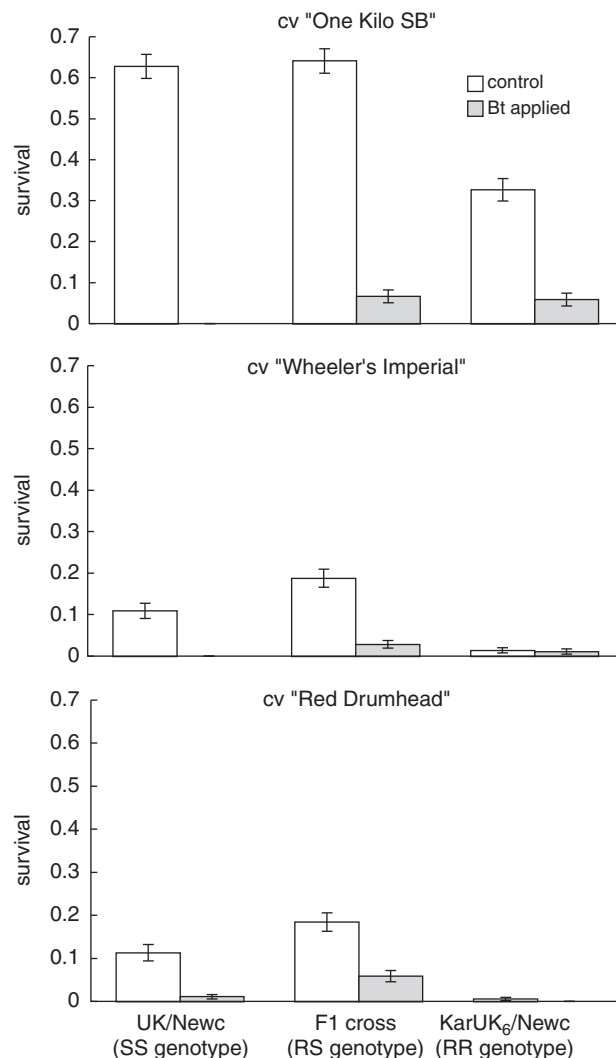 cv "One Kilo SB"
control
Bt applied
survival
0.7
0.6
0.5
0.4
0.3
0.2
0.1
0
cv "Wheeler's Imperial"
survival
0.7
0.6
0.5
0.4
0.3
0.2
0.1
0
cv "Red Drumhead"
survival
0.7
0.6
0.5
0.4
0.3
0.2
0.1
0
UK/Newc
(SS genotype)
F1 cross
(RS genotype)
KarUK₆/Newc
(RR genotype)